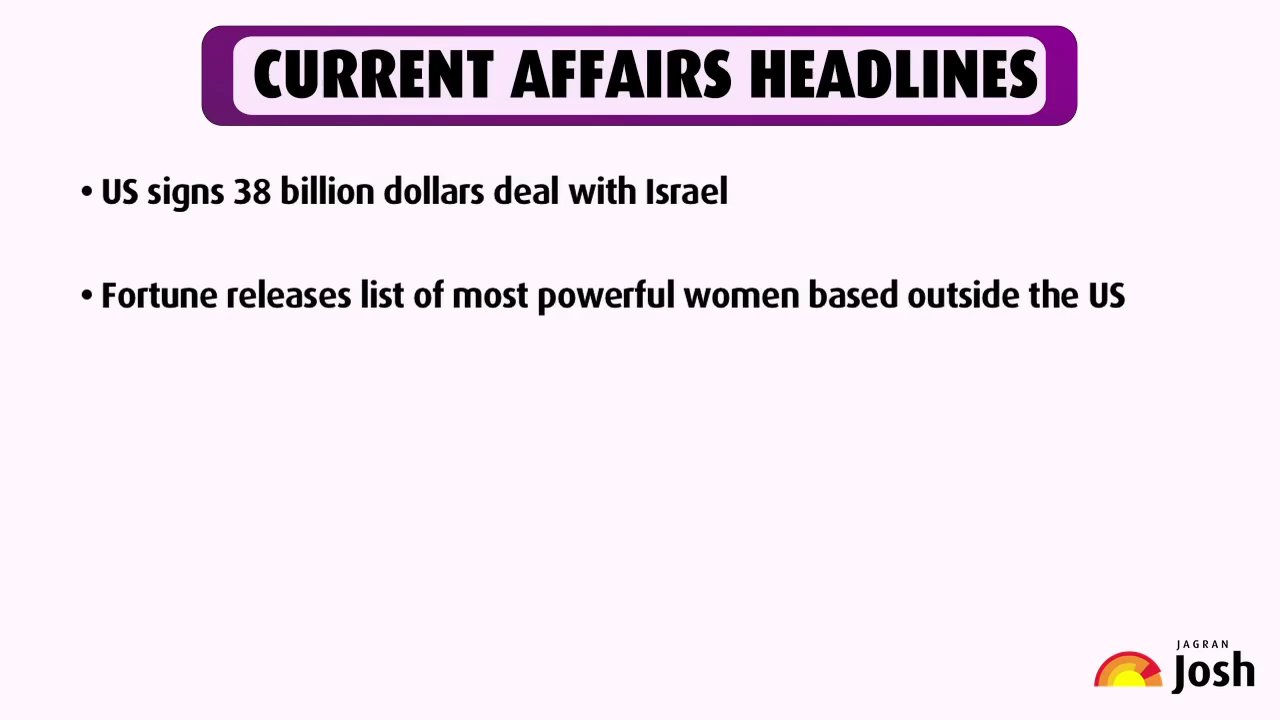 CURRENT AFFAIRS HEADLINES
• US signs 38 billion dollars deal with Israel
• Fortune releases list of most powerful women based outside the US
JAGRAN
Josh